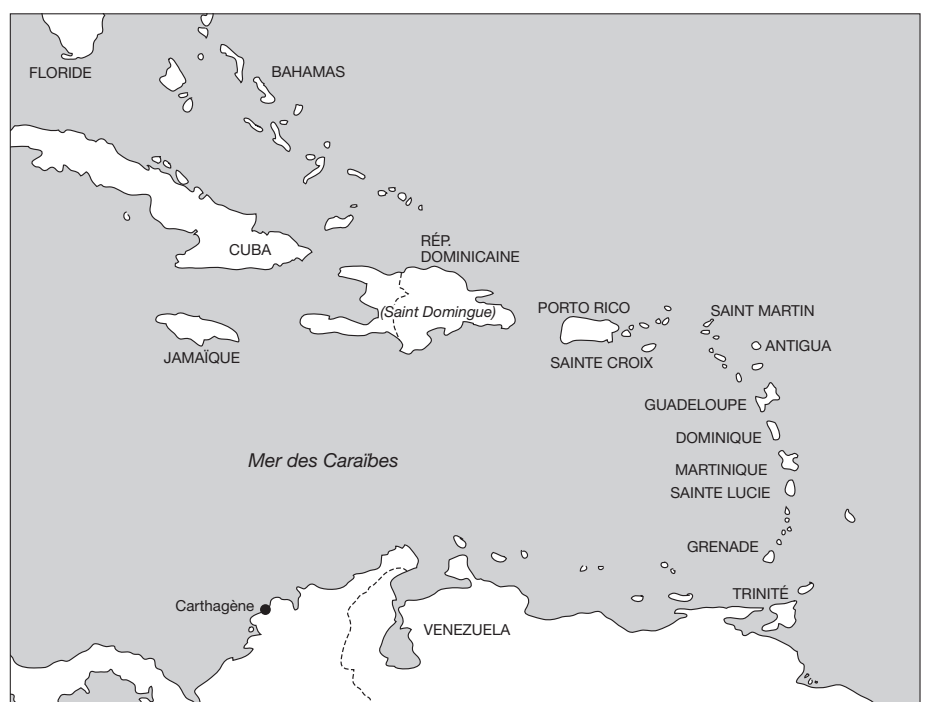 FLORIDE
BAHAMAS
CUBA
RÉP.
DOMINICAINE
(Saint Domingue)
PORTO RICO
SAINT MARTIN
JAMAÏQUE
SAINTE CROIX
ANTIGUA
GUADELOUPE
DOMINIQUE
Mer des Caraïbes
MARTINIQUE
SAINTE LUCIE
GRENADE
TRINITÉ
Carthagène
VENEZUELA